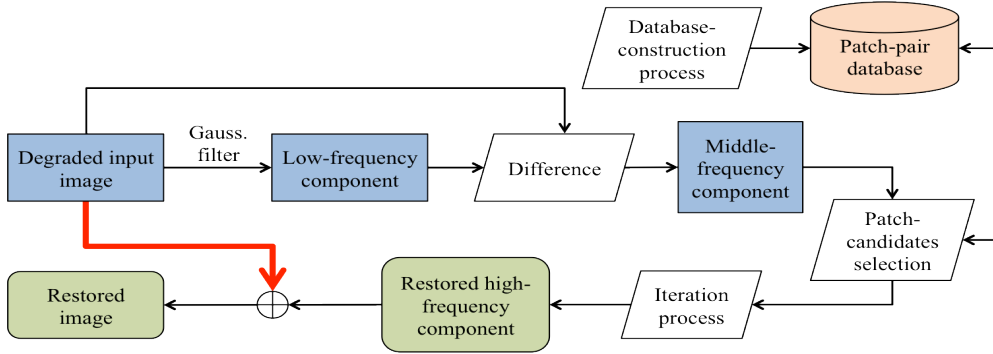 Database-
construction
process
Patch-pair
database
Degraded input
image
Gauss.
filter
Low-frequency
component
Difference
Middle-
frequency
component
Patch-
candidates
selection
Restored
image
Restored high-
frequency
component
Iteration
process